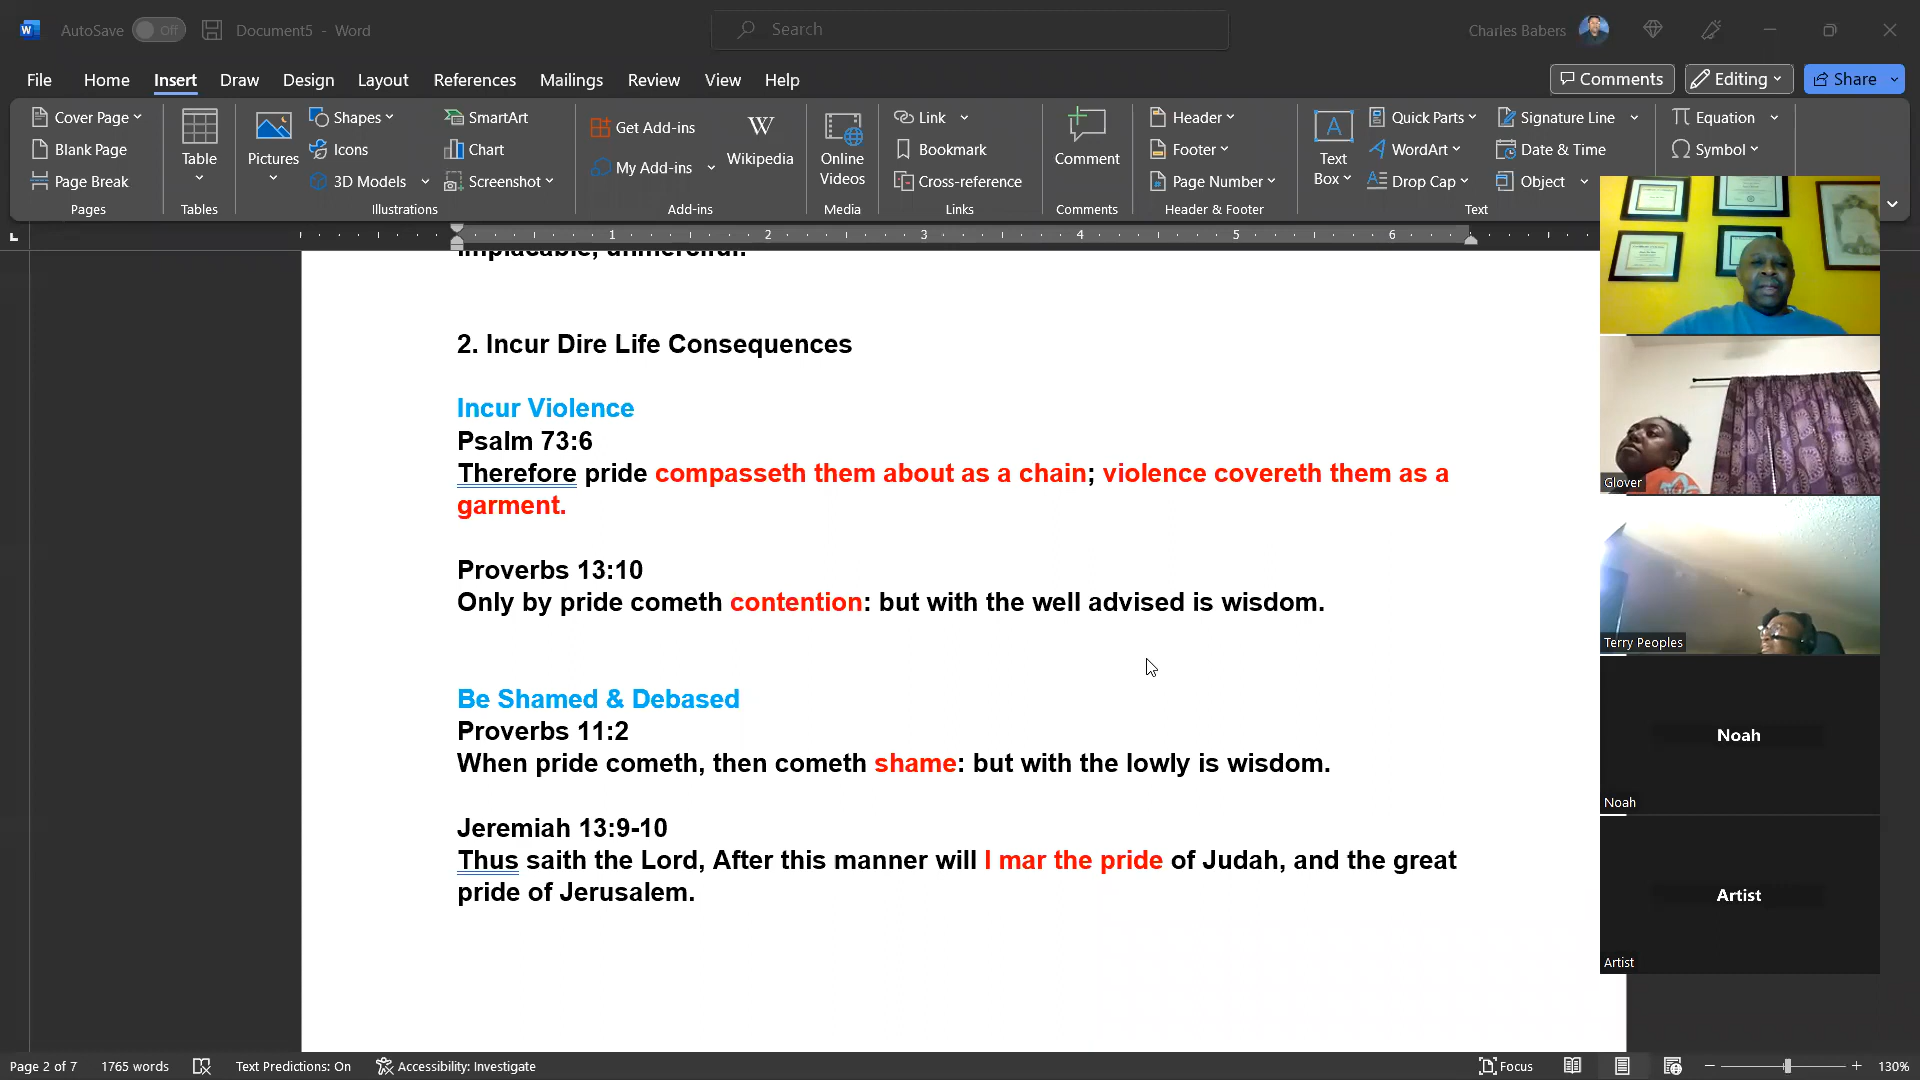 AutoSave Off Document5 - Word Search Charles Babers
File Home Insert Draw Design Layout References Mailings Review View Help Comments Editing Share
Cover Page
Blank Page
Page Break
Pages
Table
Tables
Pictures
Shapes
Icons
3D Models
SmartArt
Chart
Screenshot
Illustrations
Get Add-ins
My Add-ins
Wikipedia
Add-ins
Online
Videos
Media
Link
Bookmark
Cross-reference
Links
Comment
Comments
Header
Footer
Page Number
Header & Footer
Text
Box
Quick Parts
WordArt
Drop Cap
Signature Line
Date & Time
Object
Text
Equation
Symbol
1 2 3 4 5 6
implacable, unmerciful.
2. Incur Dire Life Consequences
Incur Violence
Psalm 73:6
Therefore pride compasseth them about as a chain; violence covereth them as a
garment.
Proverbs 13:10
Only by pride cometh contention: but with the well advised is wisdom.
Be Shamed & Debased
Proverbs 11:2
When pride cometh, then cometh shame: but with the lowly is wisdom.
Jeremiah 13:9-10
Thus saith the Lord, After this manner will I mar the pride of Judah, and the great
pride of Jerusalem.
Glover
Terry Peoples
Noah
Noah
Artist
Artist
Page 2 of 7 1765 words Text Predictions: On Accessibility: Investigate Focus 130%